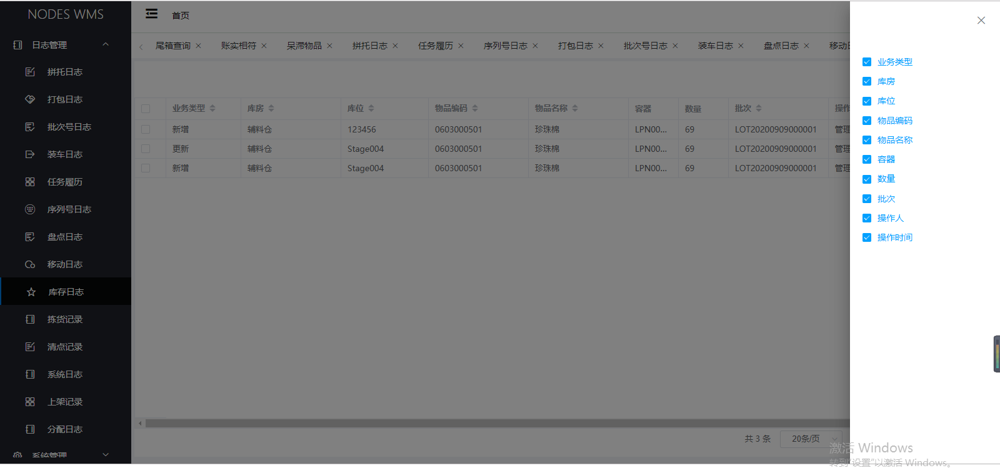 NODES WMS
日志管理
拼托日志
打包日志
批次号日志
装车日志
任务履历
序列号日志
盘点日志
移动日志
库存日志
拣货记录
清点记录
系统日志
上架记录
分配日志
系统管理
首页
尾箱查询 账实相符 呆滞物品 拼托日志 任务履历 序列号日志 打包日志 批次号日志 装车日志 盘点日志 移动日
业务类型 库房 库位 物品编码 物品名称 容器 数量 批次 操作
新增 辅料仓 123456 0603000501 珍珠棉 LPN00... 69 LOT20200909000001 管理
更新 辅料仓 Stage004 0603000501 珍珠棉 LPN00... 69 LOT20200909000001 管理
新增 辅料仓 Stage004 0603000501 珍珠棉 LPN00... 69 LOT20200909000001 管理
共 3 条 20条/页
业务类型
库房
库位
物品编码
物品名称
容器
数量
批次
操作人
操作时间
激活 Windows
转到"设置"以激活 Windows。